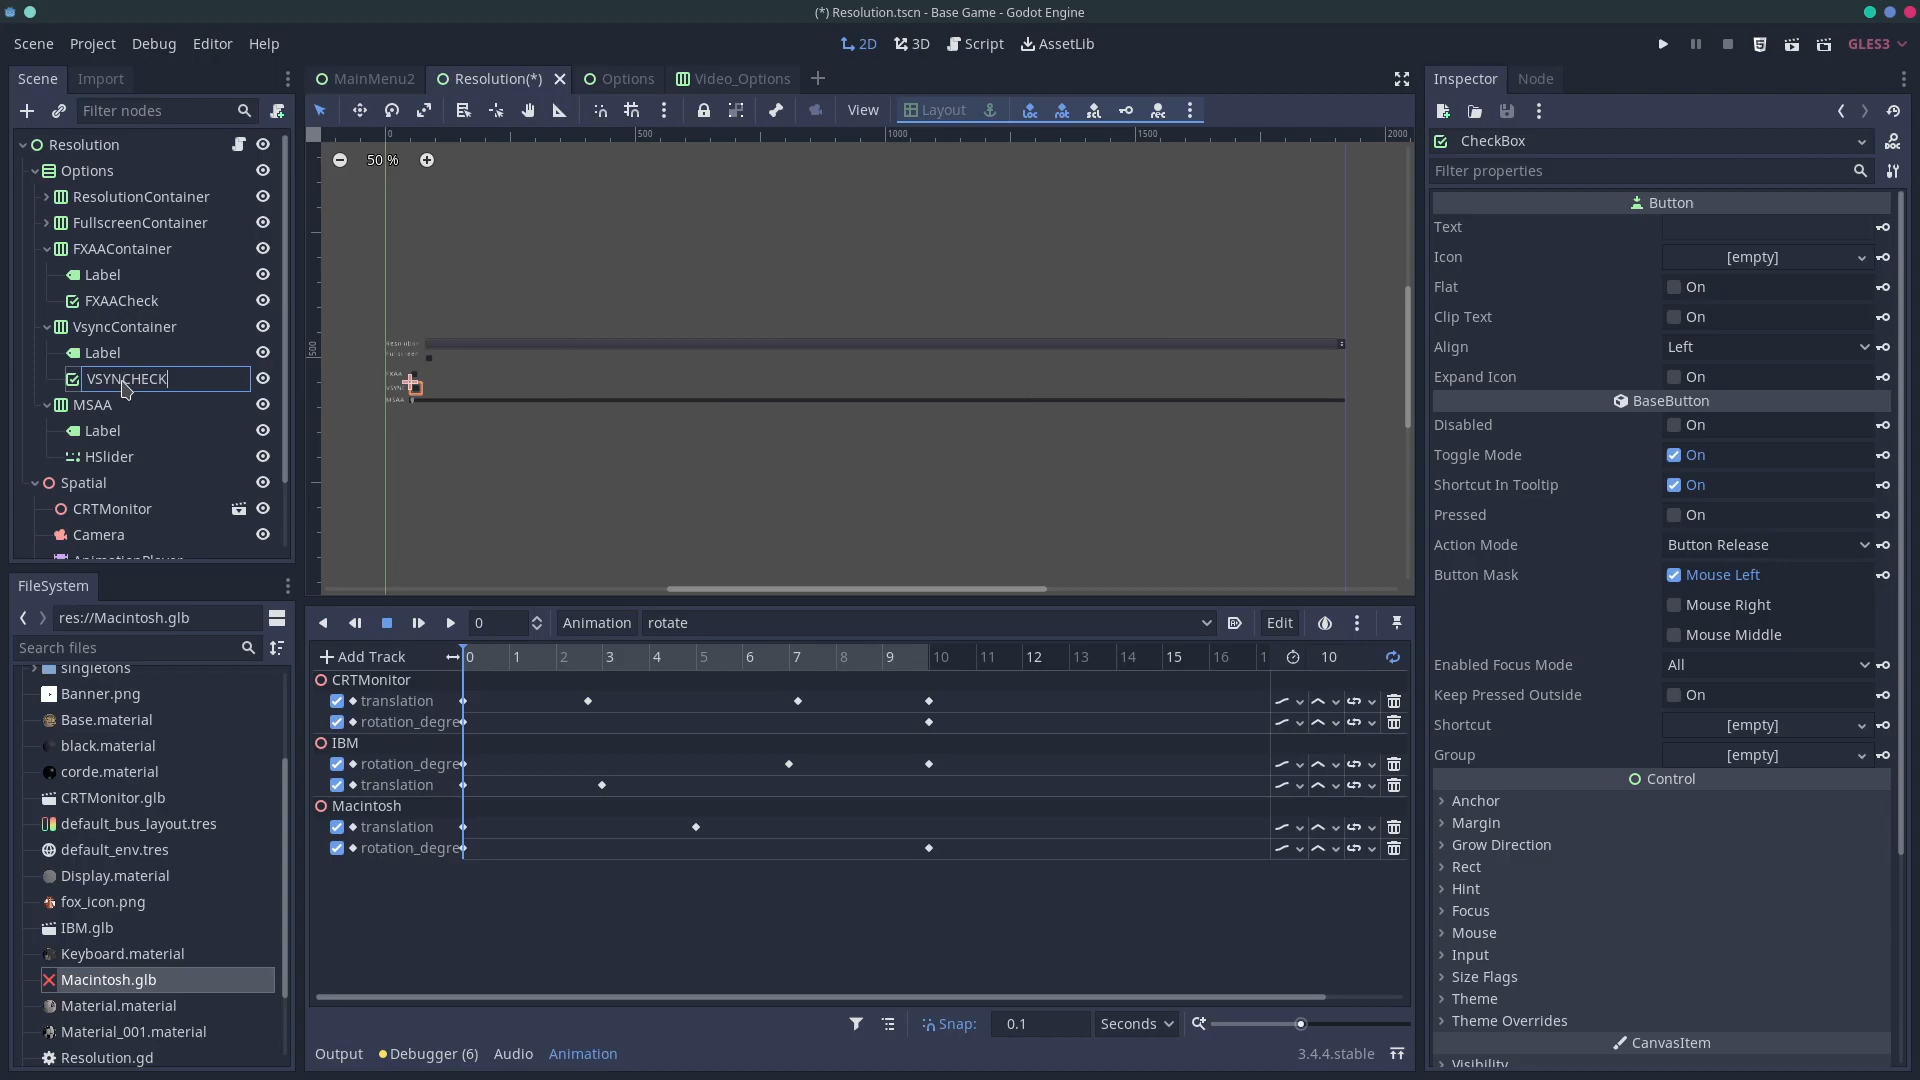 (*) Resolution.tscn - Base Game - Godot Engine
Scene Project Debug Editor Help
2D 3D Script AssetLib
GLES3
Scene Import
MainMenu2 Resolution(*) Options Video_Options
Inspector Node
Filter nodes
View Layout
CheckBox
Filter properties
0 500 1000 1500 2000
50 %
500
Resolution
Options
ResolutionContainer
FullscreenContainer
FXAAContainer
Label
FXAACheck
VsyncContainer
Label
VSYNCHECK
MSAA
Label
HSlider
Spatial
CRTMonitor
Camera
AnimationPlayer
Resolution
Fullscreen
FXAA
VSYNC
MSAA
Button
Text
Icon [empty]
Flat On
Clip Text On
Align Left
Expand Icon On
BaseButton
Disabled On
Toggle Mode On
Shortcut In Tooltip On
Pressed On
Action Mode Button Release
Button Mask Mouse Left
Mouse Right
Mouse Middle
Enabled Focus Mode All
Keep Pressed Outside On
Shortcut [empty]
Group [empty]
Control
Anchor
Margin
Grow Direction
Rect
Hint
Focus
Mouse
Input
Size Flags
Theme
Theme Overrides
CanvasItem
Visibility
FileSystem
res://Macintosh.glb
Search files
singletons
Banner.png
Base.material
black.material
corde.material
CRTMonitor.glb
default_bus_layout.tres
default_env.tres
Display.material
fox_icon.png
IBM.glb
Keyboard.material
Macintosh.glb
Material.material
Material_001.material
Resolution.gd
0 Animation rotate Edit
Add Track 0 1 2 3 4 5 6 7 8 9 10 11 12 13 14 15 16 1 10
CRTMonitor
translation
rotation_degre
IBM
rotation_degre
translation
Macintosh
translation
rotation_degre
Snap: 0.1 Seconds
Output Debugger (6) Audio Animation 3.4.4.stable